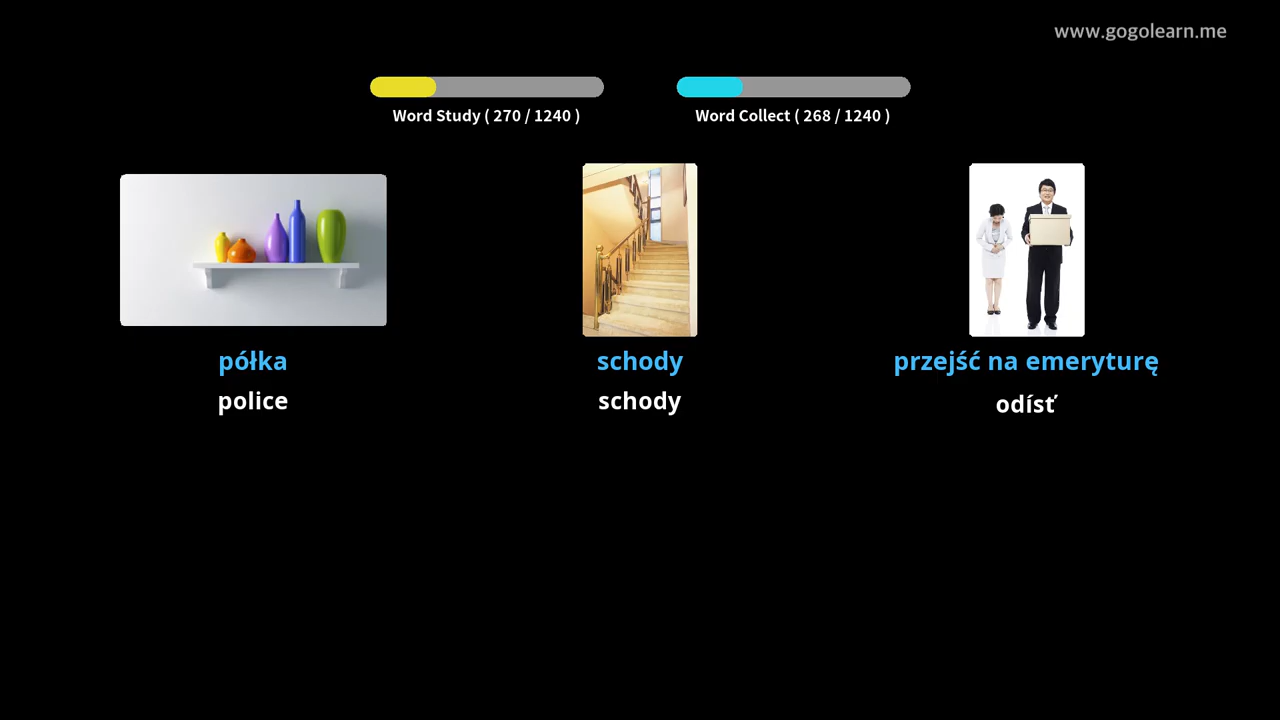 www.gogolearn.me
Word Study ( 270 / 1240 )
Word Collect ( 268 / 1240 )
półka
schody
przejść na emeryturę
police
schody
odísť